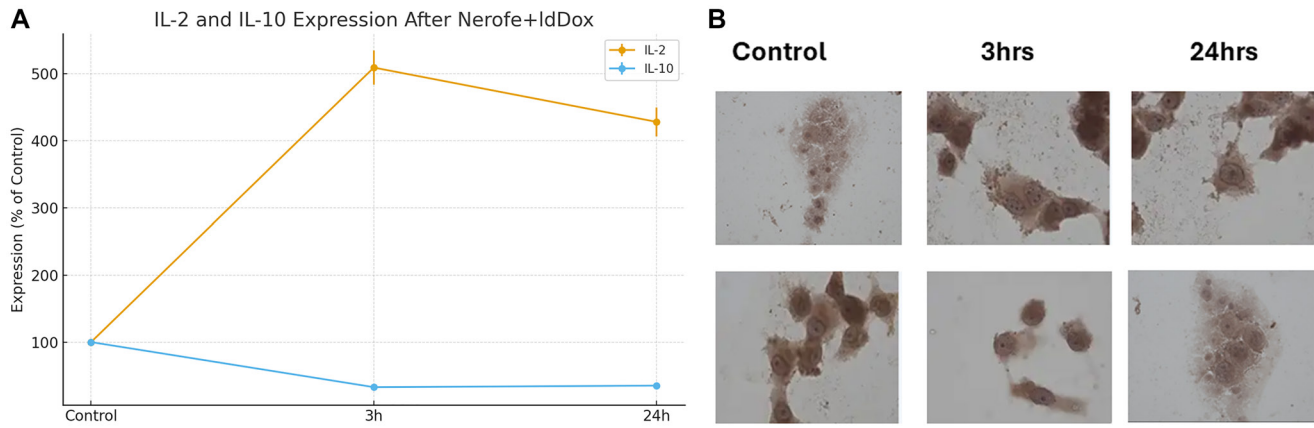 A
IL-2 and IL-10 Expression After Nerofe+ldDox
IL-2
IL-10
Expression (% of Control)
500
400
300
200
100
Control
3h
24h
B
Control
3hrs
24hrs